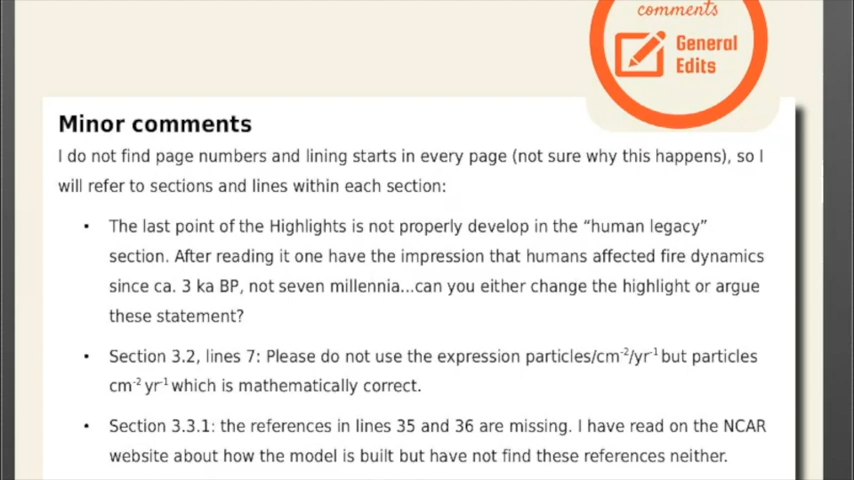 comments
General
Edits
Minor comments
I do not find page numbers and lining starts in every page (not sure why this happens), so I
will refer to sections and lines within each section:
▪ The last point of the Highlights is not properly develop in the “human legacy”
section. After reading it one have the impression that humans affected fire dynamics
since ca. 3 ka BP, not seven millennia...can you either change the highlight or argue
these statement?
▪ Section 3.2, lines 7: Please do not use the expression particles/cm⁻²/yr⁻¹ but particles
cm⁻² yr⁻¹ which is mathematically correct.
▪ Section 3.3.1: the references in lines 35 and 36 are missing. I have read on the NCAR
website about how the model is built but have not find these references neither.